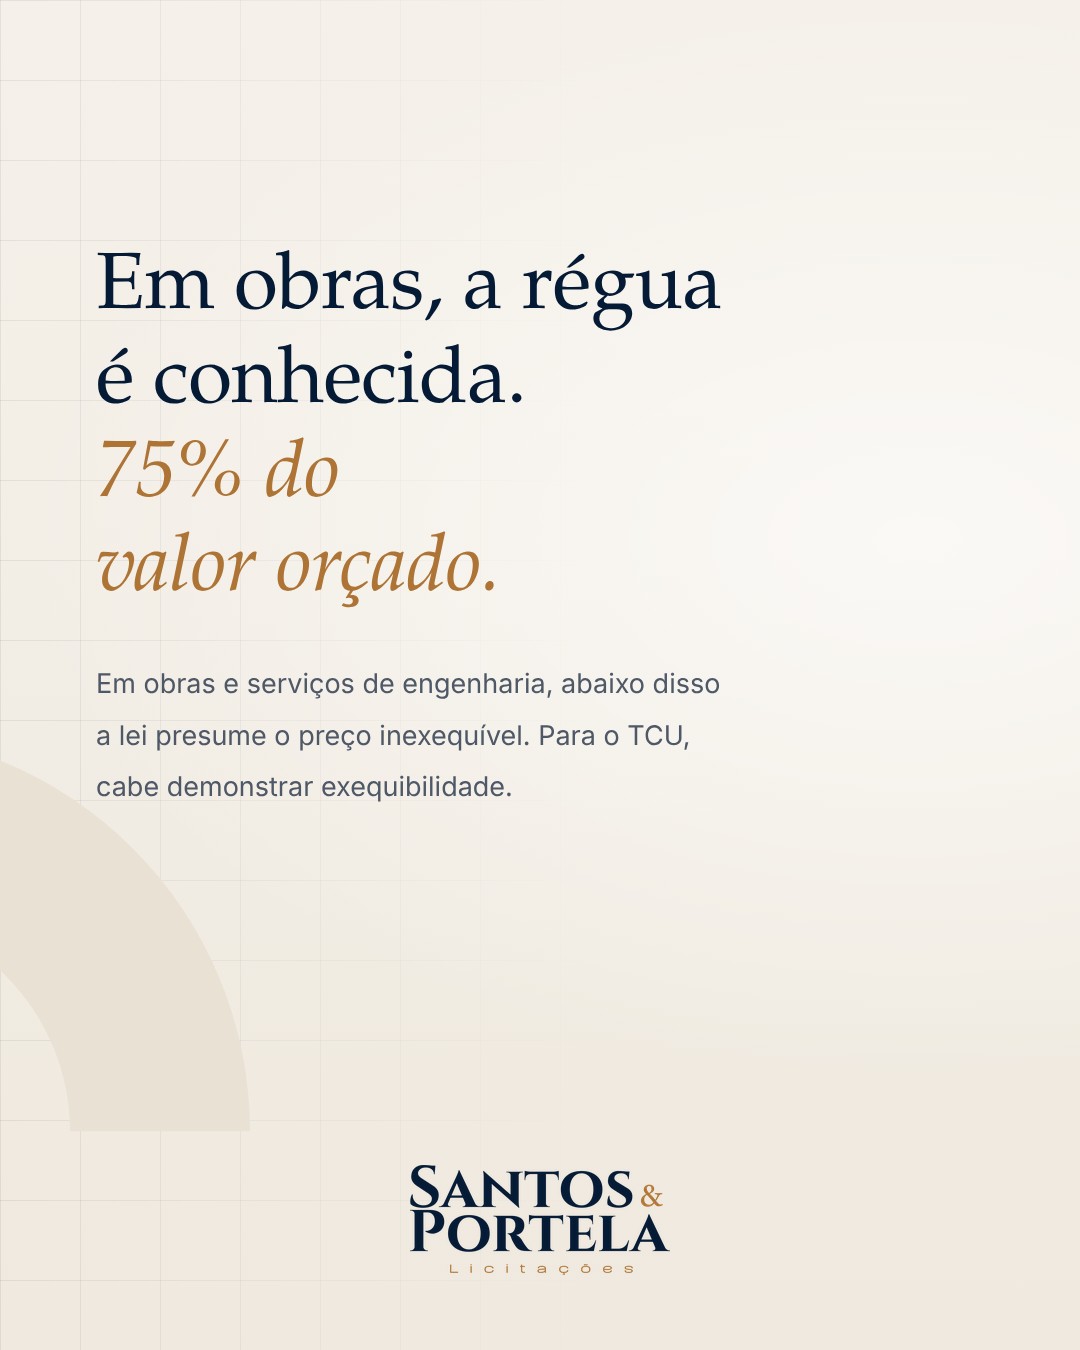 Em obras, a régua
é conhecida.
75% do
valor orçado.
Em obras e serviços de engenharia, abaixo disso
a lei presume o preço inexequível. Para o TCU,
cabe demonstrar exequibilidade.
SANTOS &
PORTELA
Licitações